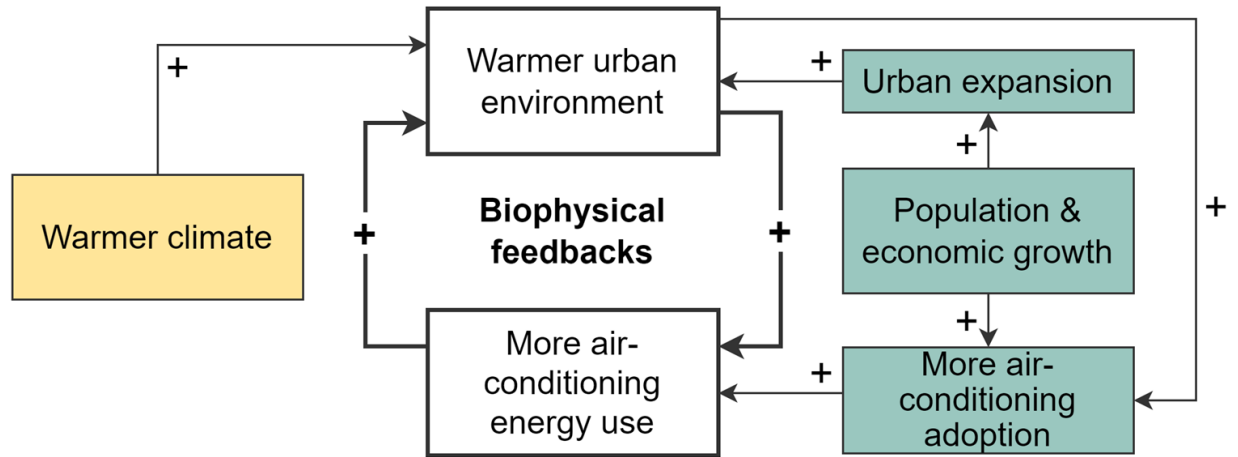 Warmer urban
environment
+
+
Urban expansion
+
Warmer climate
+
Biophysical
feedbacks
+
Population &
economic growth
+
+
More air-
conditioning
energy use
+
More air-
conditioning
adoption